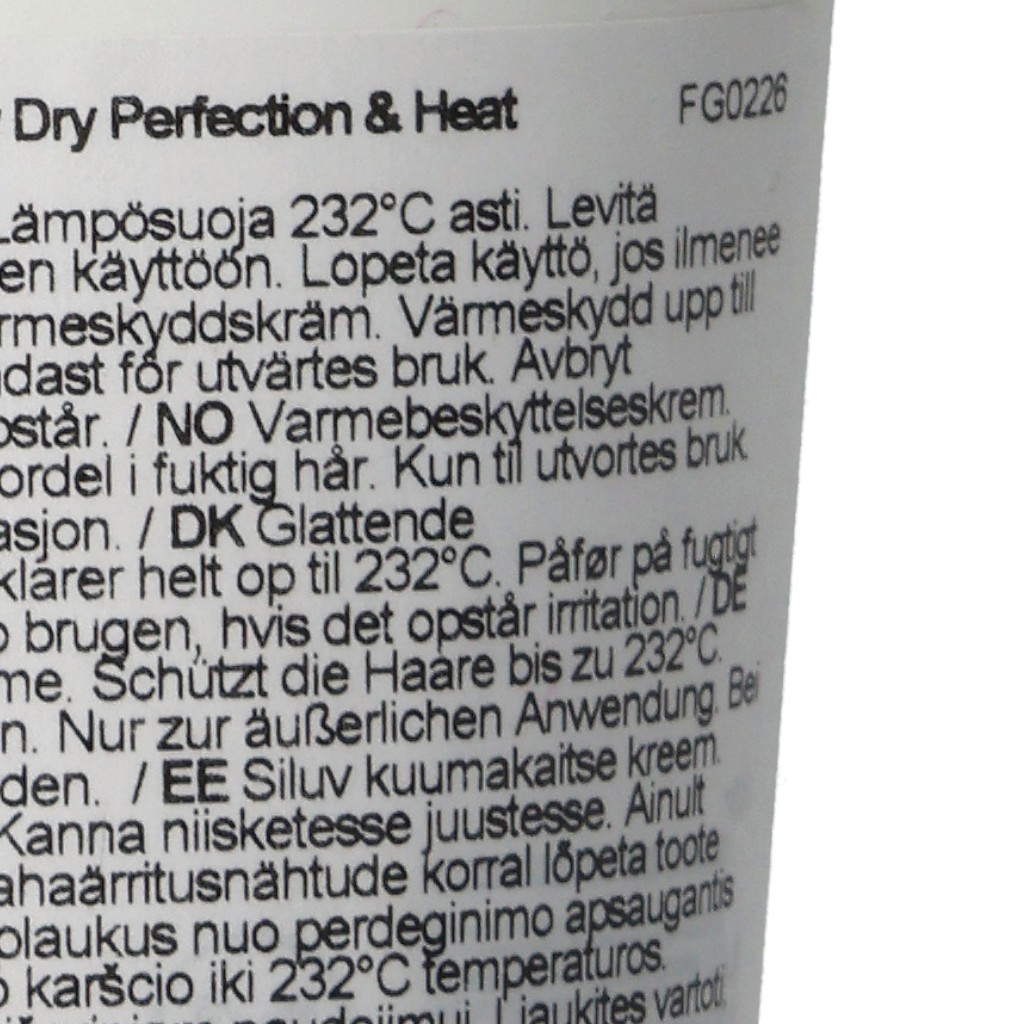 Dry Perfection & Heat FG0226
Lämpösuoja 232°C asti. Levitä
en käyttöön. Lopeta käyttö, jos ilmenee
rmeskyddskräm. Värmeskydd upp till
dast för utvärtes bruk. Avbryt
ostår. / NO Varmebeskyttelseskrem.
ordel i fuktig hår. Kun til utvortes bruk.
asjon. / DK Glattende
klarer helt op til 232°C. Påfør på fugtigt
brugen, hvis det opstår irritation. / DE
me. Schützt die Haare bis zu 232°C.
n. Nur zur äußerlichen Anwendung. Bei
den. / EE Siluv kuumakaitse kreem.
Kanna niisketesse juustesse. Ainult
ahaärritusnähtude korral lõpeta toote
plaukus nuo perdeginimo apsaugantis
karščio iki 232°C temperatūros.
naudojimui. Liaukites vartoti